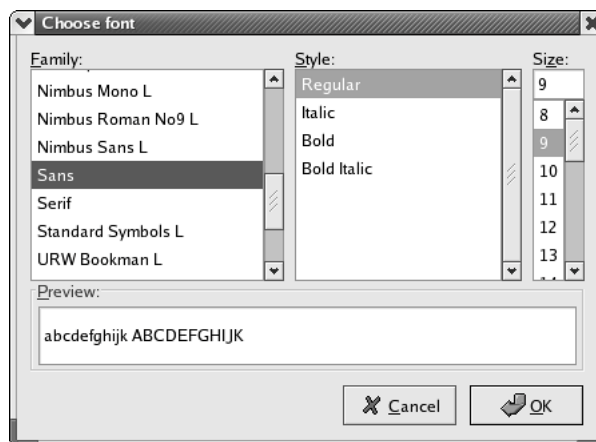 Choose font
Family:
Nimbus Mono L
Nimbus Roman No9 L
Nimbus Sans L
Sans
Serif
Standard Symbols L
URW Bookman L
Style:
Regular
Italic
Bold
Bold Italic
Size:
9
8
9
10
11
12
13
Preview:
abcdefghijk ABCDEFGHIJK
Cancel
OK